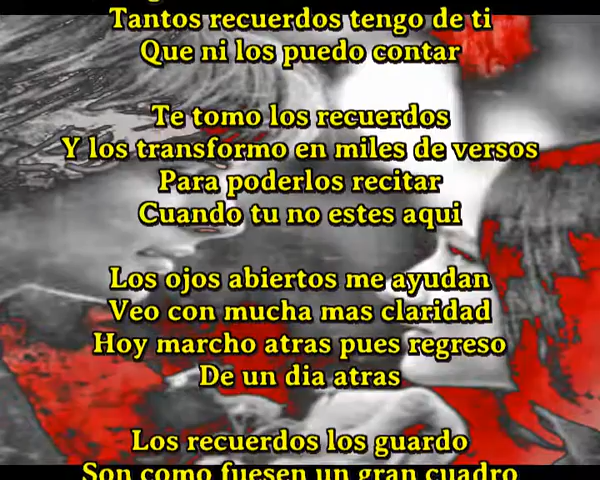 Tantos recuerdos tengo de ti
Que ni los puedo contar
Te tomo los recuerdos
Y los transformo en miles de versos
Para poderlos recitar
Cuando tu no estes aqui
Los ojos abiertos me ayudan
Veo con mucha mas claridad
Hoy marcho atras pues regreso
De un dia atras
Los recuerdos los guardo
Son como fuesen un gran cuadro